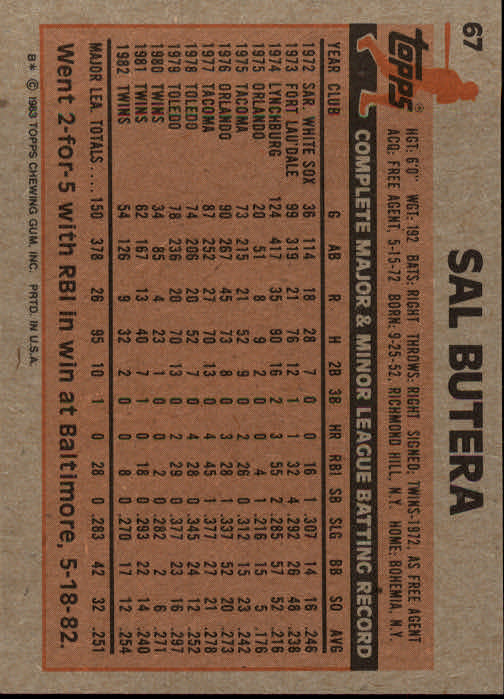 67
SAL BUTERA
topps®
HGT: 6'0" WGT: 192 BATS: RIGHT THROWS: RIGHT SIGNED: TWINS-1972, AS FREE AGENT
ACQ: FREE AGENT, 5-15-72 BORN: 9-25-52, RICHMOND HILL, N.Y. HOME: BOHEMIA, N.Y.
COMPLETE MAJOR & MINOR LEAGUE BATTING RECORD
YEAR CLUB G AB R H 2B 3B HR RBI SB SLG BB SO AVG
1972 SAR. WHITE SOX 36 114 18 28 7 0 0 16 1 .307 14 16 .246
1973 FORT LAU'DALE 99 319 21 76 12 1 1 32 4 .292 26 48 .238
1974 LYNCHBURG 124 417 35 90 16 2 3 55 2 .285 57 52 .216
1975 ORLANDO 20 51 8 9 2 0 0 4 1 .216 15 5 .176
1975 TACOMA 73 215 21 52 9 0 2 26 0 .312 15 23 .242
1976 ORLANDO 90 267 45 73 8 0 3 28 1 .337 52 20 .273
1977 TACOMA 87 252 27 70 13 0 4 45 1 .377 27 21 .278
1978 TOLEDO 74 206 20 52 7 0 4 28 0 .345 24 12 .252
1979 TOLEDO 78 236 20 70 13 0 2 29 0 .377 23 16 .297
1980 TWINS 34 85 4 23 1 0 0 2 0 .282 3 6 .271
1981 TWINS 62 167 13 40 7 1 0 18 0 .293 22 14 .240
1982 TWINS 54 126 9 32 2 0 0 8 0 .270 17 12 .254
MAJOR LEA. TOTALS .... 150 378 26 95 10 1 0 28 0 .283 42 32 .251
Went 2-for-5 with RBI in win at Baltimore, 5-18-82.
B* © 1983 TOPPS CHEWING GUM, INC. PRTD. IN U.S.A.